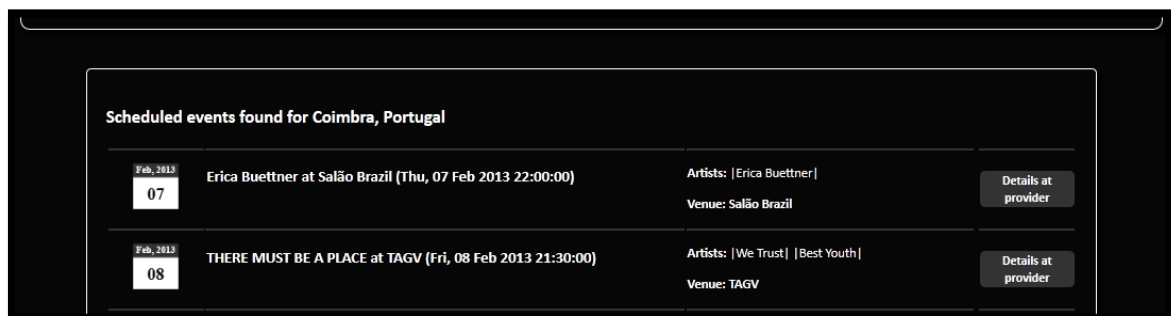 Scheduled events found for Coimbra, Portugal
Feb, 2013
07
Erica Buettner at Salão Brazil (Thu, 07 Feb 2013 22:00:00)
Artists: |Erica Buettner|
Venue: Salão Brazil
Details at
provider
Feb, 2013
08
THERE MUST BE A PLACE at TAGV (Fri, 08 Feb 2013 21:30:00)
Artists: |We Trust| |Best Youth|
Venue: TAGV
Details at
provider